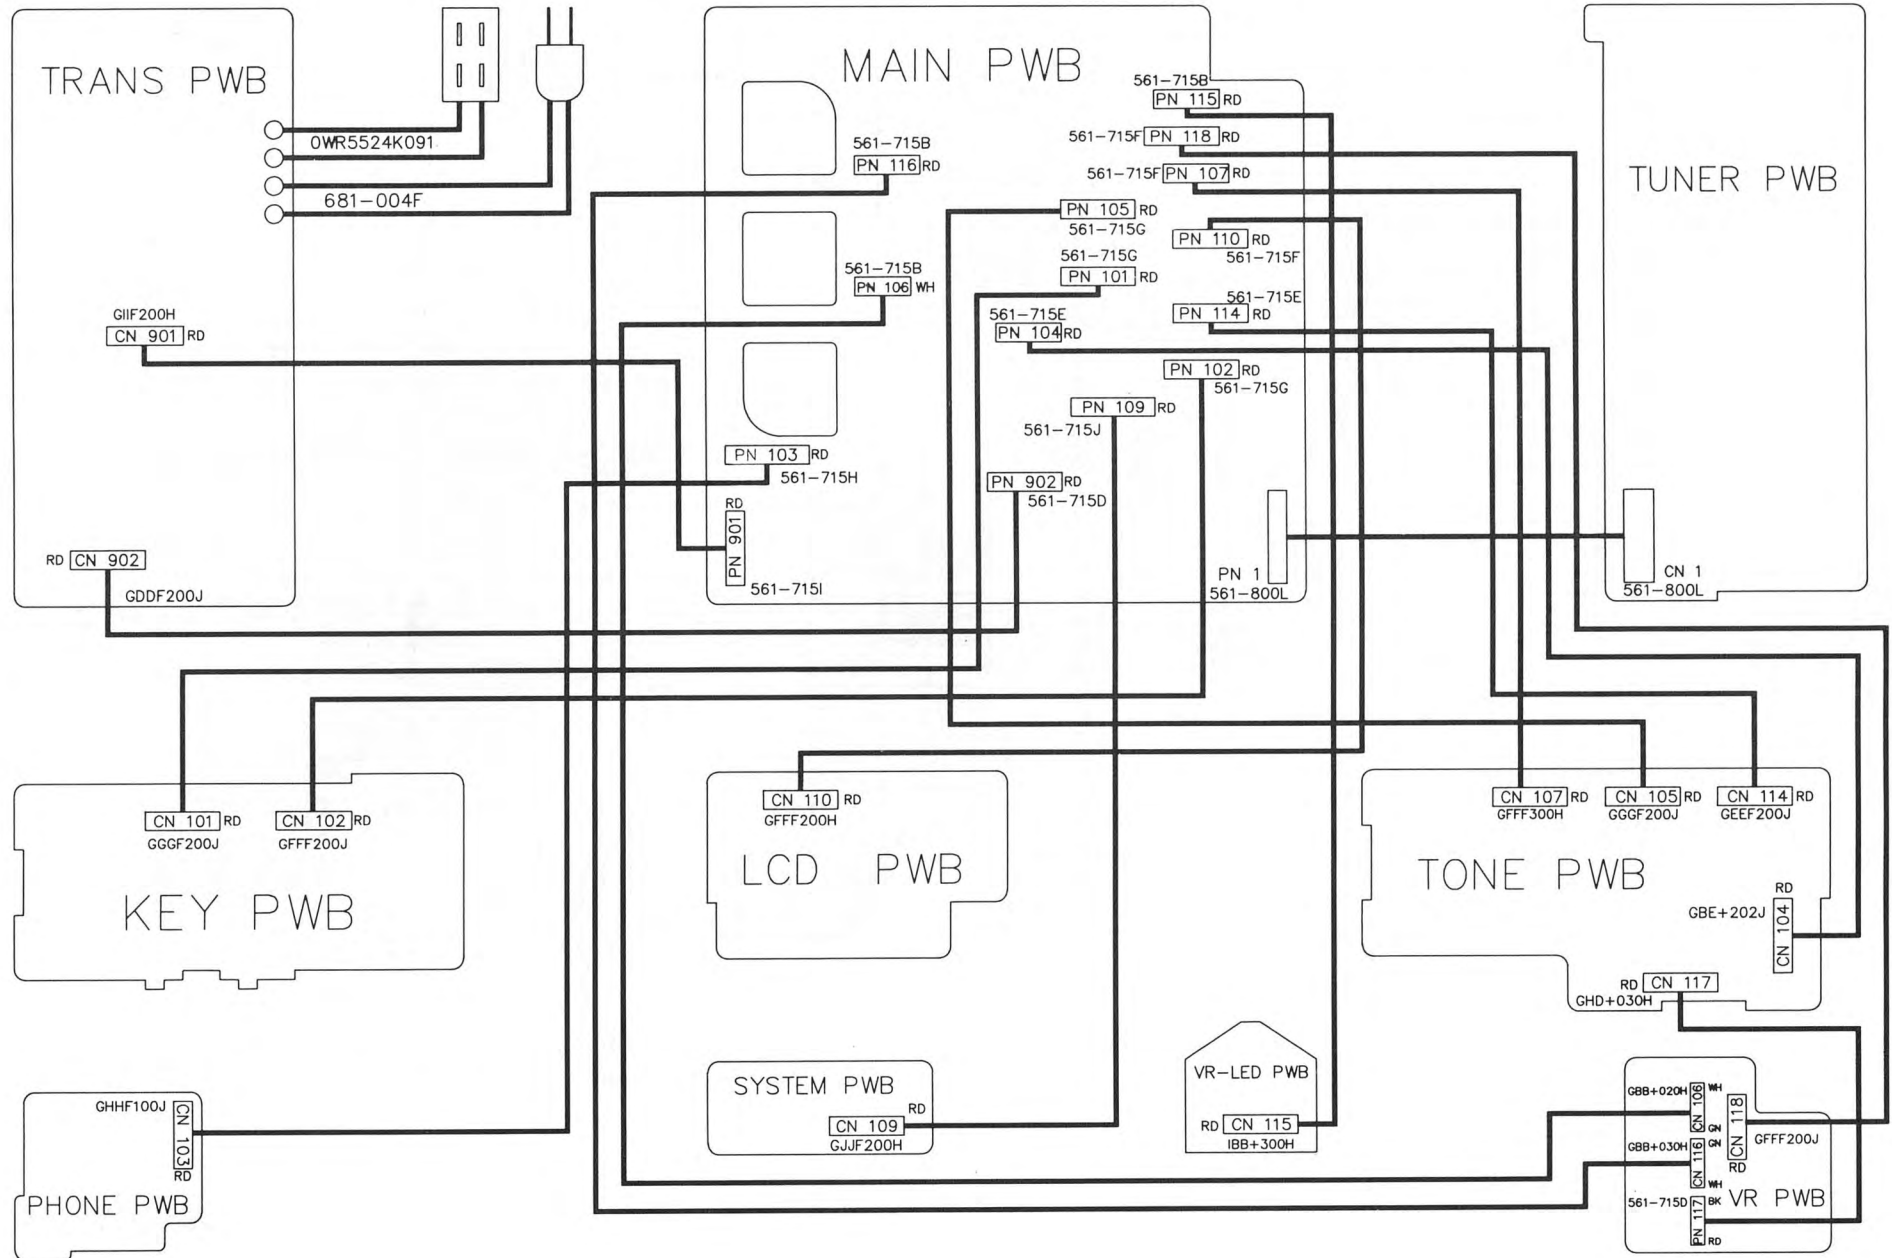 TRANS PWB
0WR5524K091
681-004F
GIIF200H
CN 901 RD
RD CN 902
GDDF200J
MAIN PWB
561-715B
PN 115 RD
561-715F PN 118 RD
561-715F PN 107 RD
561-715B
PN 116 RD
PN 105 RD
561-715G
PN 110 RD
561-715F
561-715G
PN 101 RD
561-715B
PN 106 WH
561-715E
PN 114 RD
561-715E
PN 104 RD
PN 102 RD
561-715G
PN 109 RD
561-715J
PN 103 RD
561-715H
PN 902 RD
561-715D
RD
PN 901
561-715I
PN 1
561-800L
TUNER PWB
CN 1
561-800L
CN 101 RD
GGGF200J
CN 102 RD
GFFF200J
KEY PWB
CN 110 RD
GFFF200H
LCD PWB
CN 107 RD
GFFF300H
CN 105 RD
GGGF200J
CN 114 RD
GEEF200J
TONE PWB
RD
GBE+202J
CN 104
RD CN 117
GHD+030H
GHHF100J
CN 103
RD
PHONE PWB
SYSTEM PWB
RD
CN 109
GJJF200H
VR-LED PWB
RD CN 115
IBB+300H
GBB+020H
CN 106
WH
GN
CN 118
GFFF200J
RD
GBB+030H
CN 116
GN
WH
561-715D
PN 117
BK
RD
VR PWB